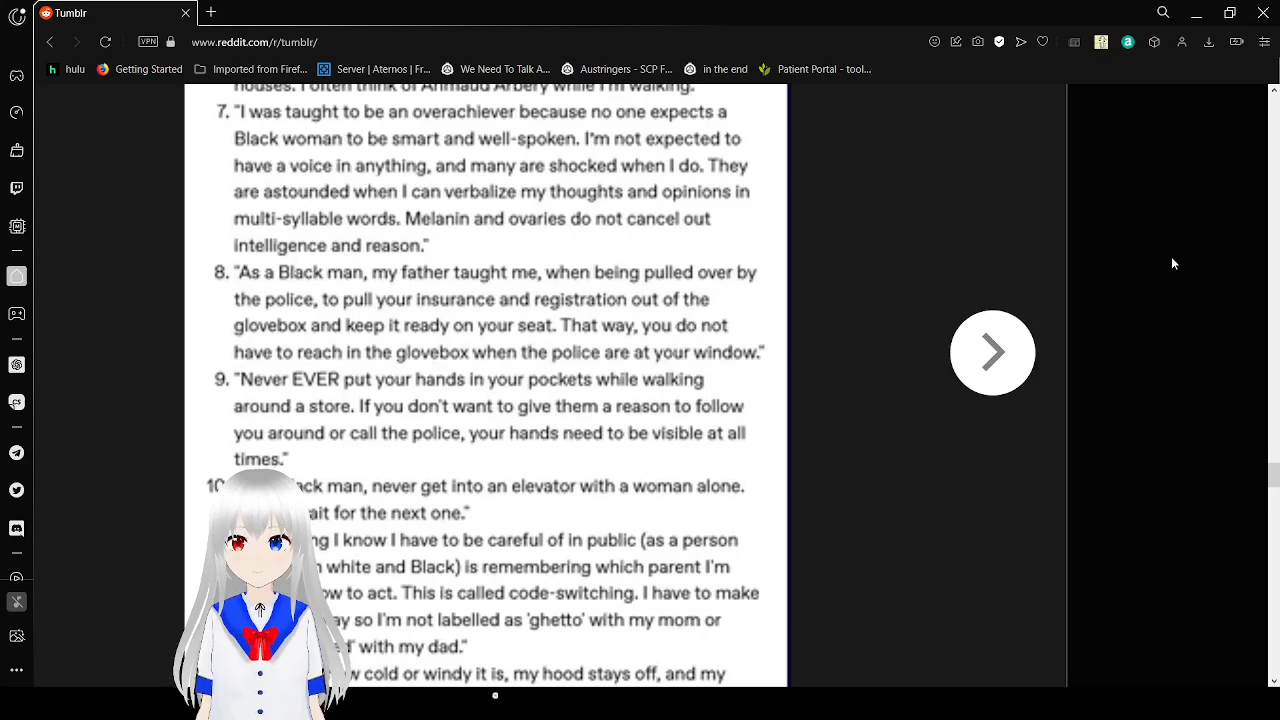 Tumblr
www.reddit.com/r/tumblr/
VPN
hulu
Getting Started
Imported from Firef...
Server | Aternos | Fr...
We Need To Talk A...
Austringers - SCP F...
in the end
Patient Portal - tool...
houses. I often think of Ahmaud Arbery while I'm walking.
7. "I was taught to be an overachiever because no one expects a
Black woman to be smart and well-spoken. I'm not expected to
have a voice in anything, and many are shocked when I do. They
are astounded when I can verbalize my thoughts and opinions in
multi-syllable words. Melanin and ovaries do not cancel out
intelligence and reason."
8. "As a Black man, my father taught me, when being pulled over by
the police, to pull your insurance and registration out of the
glovebox and keep it ready on your seat. That way, you do not
have to reach in the glovebox when the police are at your window."
9. "Never EVER put your hands in your pockets while walking
around a store. If you don't want to give them a reason to follow
you around or call the police, your hands need to be visible at all
times."
10 man, never get into an elevator with a woman alone.
for the next one."
I know I have to be careful of in public (as a person
white and Black) is remembering which parent I'm
to act. This is called code-switching. I have to make
so I'm not labelled as 'ghetto' with my mom or
with my dad."
cold or windy it is, my hood stays off, and my